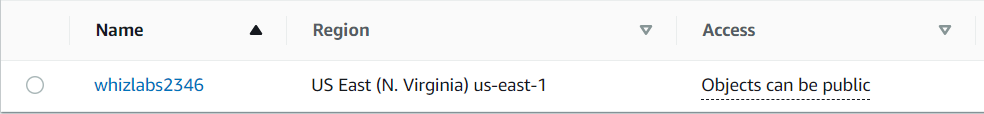 Name Region Access
whizlabs2346 US East (N. Virginia) us-east-1 Objects can be public